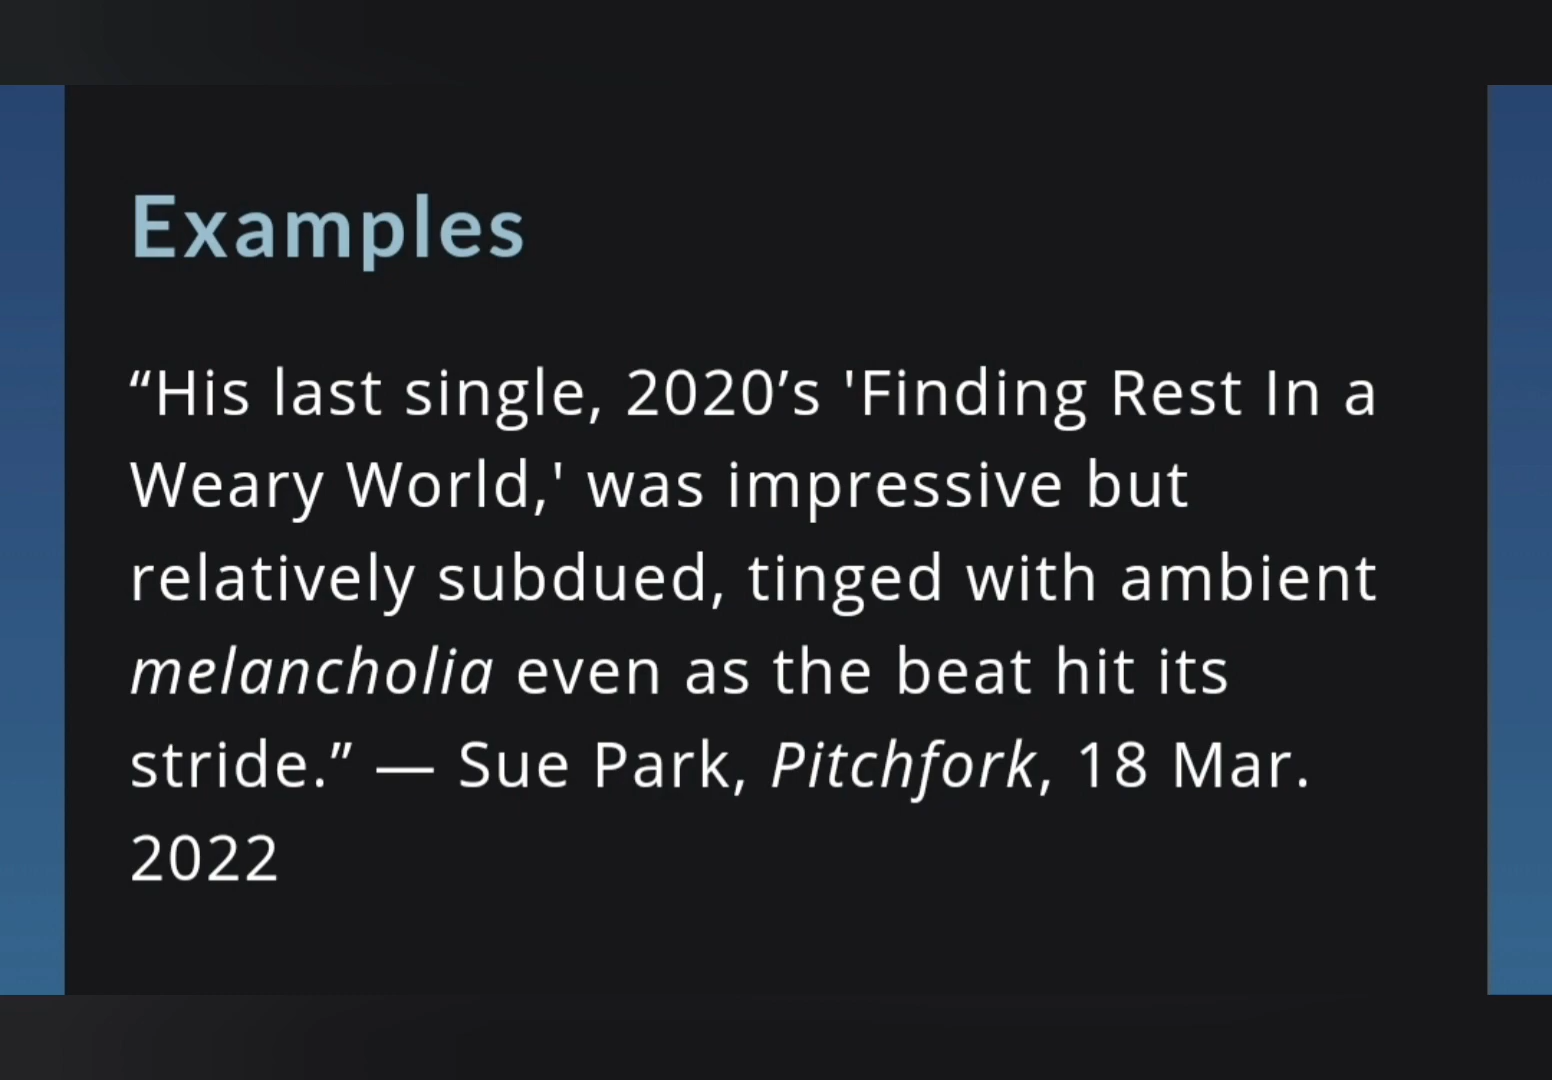 Examples
“His last single, 2020’s 'Finding Rest In a
Weary World,' was impressive but
relatively subdued, tinged with ambient
melancholia even as the beat hit its
stride.” — Sue Park, Pitchfork, 18 Mar.
2022